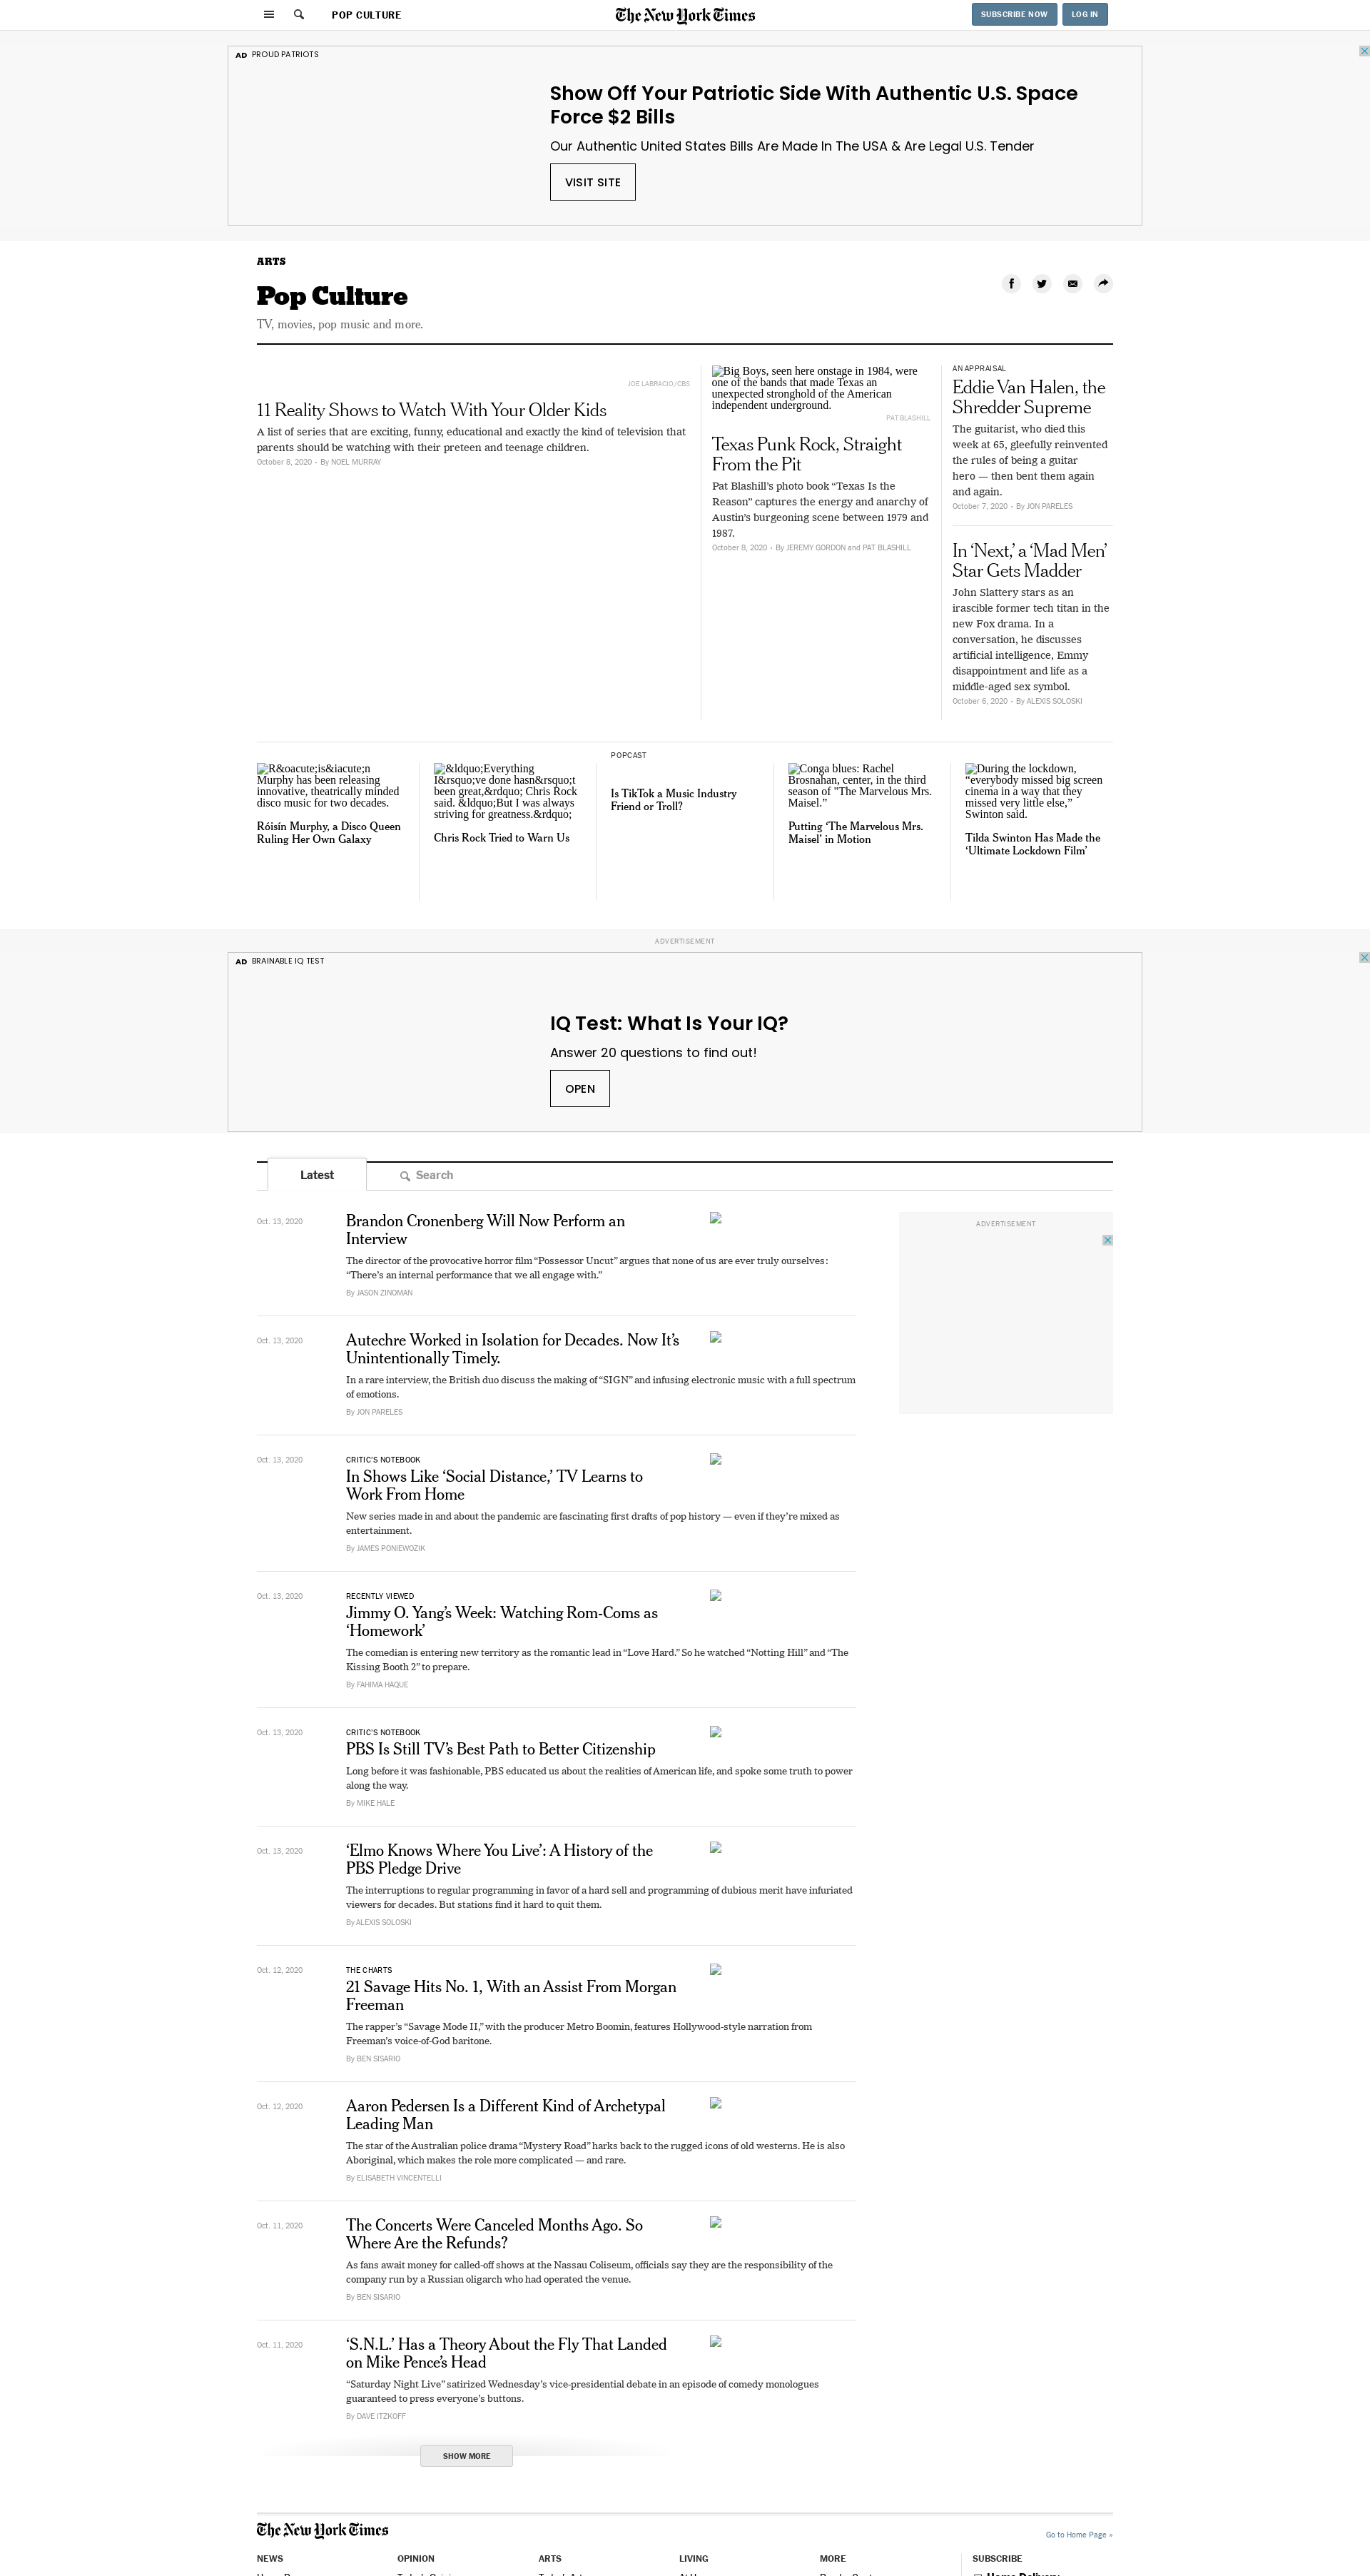 POP CULTURE
The New York Times
SUBSCRIBE NOW
LOG IN
AD PROUD PATRIOTS
Show Off Your Patriotic Side With Authentic U.S. Space
Force $2 Bills
Our Authentic United States Bills Are Made In The USA & Are Legal U.S. Tender
VISIT SITE
ARTS
Pop Culture
TV, movies, pop music and more.
JOE LABRACIO/CBS
11 Reality Shows to Watch With Your Older Kids
A list of series that are exciting, funny, educational and exactly the kind of television that
parents should be watching with their preteen and teenage children.
October 8, 2020 - By NOEL MURRAY
Big Boys, seen here onstage in 1984, were
one of the bands that made Texas an
unexpected stronghold of the American
independent underground.
PAT BLASHILL
Texas Punk Rock, Straight
From the Pit
Pat Blashill’s photo book “Texas Is the
Reason” captures the energy and anarchy of
Austin’s burgeoning scene between 1979 and
1987.
October 8, 2020 - By JEREMY GORDON and PAT BLASHILL
AN APPRAISAL
Eddie Van Halen, the
Shredder Supreme
The guitarist, who died this
week at 65, gleefully reinvented
the rules of being a guitar
hero — then bent them again
and again.
October 7, 2020 - By JON PARELES
In ‘Next,’ a ‘Mad Men’
Star Gets Madder
John Slattery stars as an
irascible former tech titan in the
new Fox drama. In a
conversation, he discusses
artificial intelligence, Emmy
disappointment and life as a
middle-aged sex symbol.
October 6, 2020 - By ALEXIS SOLOSKI
R&oacute;is&iacute;n
Murphy has been releasing
innovative, theatrically minded
disco music for two decades.
Róisín Murphy, a Disco Queen
Ruling Her Own Galaxy
&ldquo;Everything
I&rsquo;ve done hasn&rsquo;t
been great,&rdquo; Chris Rock
said. &ldquo;But I was always
striving for greatness.&rdquo;
Chris Rock Tried to Warn Us
POPCAST
Is TikTok a Music Industry
Friend or Troll?
Conga blues: Rachel
Brosnahan, center, in the third
season of "The Marvelous Mrs.
Maisel.”
Putting ‘The Marvelous Mrs.
Maisel’ in Motion
During the lockdown,
“everybody missed big screen
cinema in a way that they
missed very little else,”
Swinton said.
Tilda Swinton Has Made the
‘Ultimate Lockdown Film’
ADVERTISEMENT
AD BRAINABLE IQ TEST
IQ Test: What Is Your IQ?
Answer 20 questions to find out!
OPEN
Latest
Search
ADVERTISEMENT
Oct. 13, 2020
Brandon Cronenberg Will Now Perform an
Interview
The director of the provocative horror film “Possessor Uncut” argues that none of us are ever truly ourselves:
“There’s an internal performance that we all engage with.”
By JASON ZINOMAN
Oct. 13, 2020
Autechre Worked in Isolation for Decades. Now It’s
Unintentionally Timely.
In a rare interview, the British duo discuss the making of “SIGN” and infusing electronic music with a full spectrum
of emotions.
By JON PARELES
Oct. 13, 2020
CRITIC’S NOTEBOOK
In Shows Like ‘Social Distance,’ TV Learns to
Work From Home
New series made in and about the pandemic are fascinating first drafts of pop history — even if they’re mixed as
entertainment.
By JAMES PONIEWOZIK
Oct. 13, 2020
RECENTLY VIEWED
Jimmy O. Yang’s Week: Watching Rom-Coms as
‘Homework’
The comedian is entering new territory as the romantic lead in “Love Hard.” So he watched “Notting Hill” and “The
Kissing Booth 2” to prepare.
By FAHIMA HAQUE
Oct. 13, 2020
CRITIC’S NOTEBOOK
PBS Is Still TV’s Best Path to Better Citizenship
Long before it was fashionable, PBS educated us about the realities of American life, and spoke some truth to power
along the way.
By MIKE HALE
Oct. 13, 2020
‘Elmo Knows Where You Live’: A History of the
PBS Pledge Drive
The interruptions to regular programming in favor of a hard sell and programming of dubious merit have infuriated
viewers for decades. But stations find it hard to quit them.
By ALEXIS SOLOSKI
Oct. 12, 2020
THE CHARTS
21 Savage Hits No. 1, With an Assist From Morgan
Freeman
The rapper’s “Savage Mode II,” with the producer Metro Boomin, features Hollywood-style narration from
Freeman’s voice-of-God baritone.
By BEN SISARIO
Oct. 12, 2020
Aaron Pedersen Is a Different Kind of Archetypal
Leading Man
The star of the Australian police drama “Mystery Road” harks back to the rugged icons of old westerns. He is also
Aboriginal, which makes the role more complicated — and rare.
By ELISABETH VINCENTELLI
Oct. 11, 2020
The Concerts Were Canceled Months Ago. So
Where Are the Refunds?
As fans await money for called-off shows at the Nassau Coliseum, officials say they are the responsibility of the
company run by a Russian oligarch who had operated the venue.
By BEN SISARIO
Oct. 11, 2020
‘S.N.L.’ Has a Theory About the Fly That Landed
on Mike Pence’s Head
“Saturday Night Live” satirized Wednesday’s vice-presidential debate in an episode of comedy monologues
guaranteed to press everyone’s buttons.
By DAVE ITZKOFF
SHOW MORE
The New York Times
Go to Home Page »
NEWS
OPINION
ARTS
LIVING
MORE
SUBSCRIBE